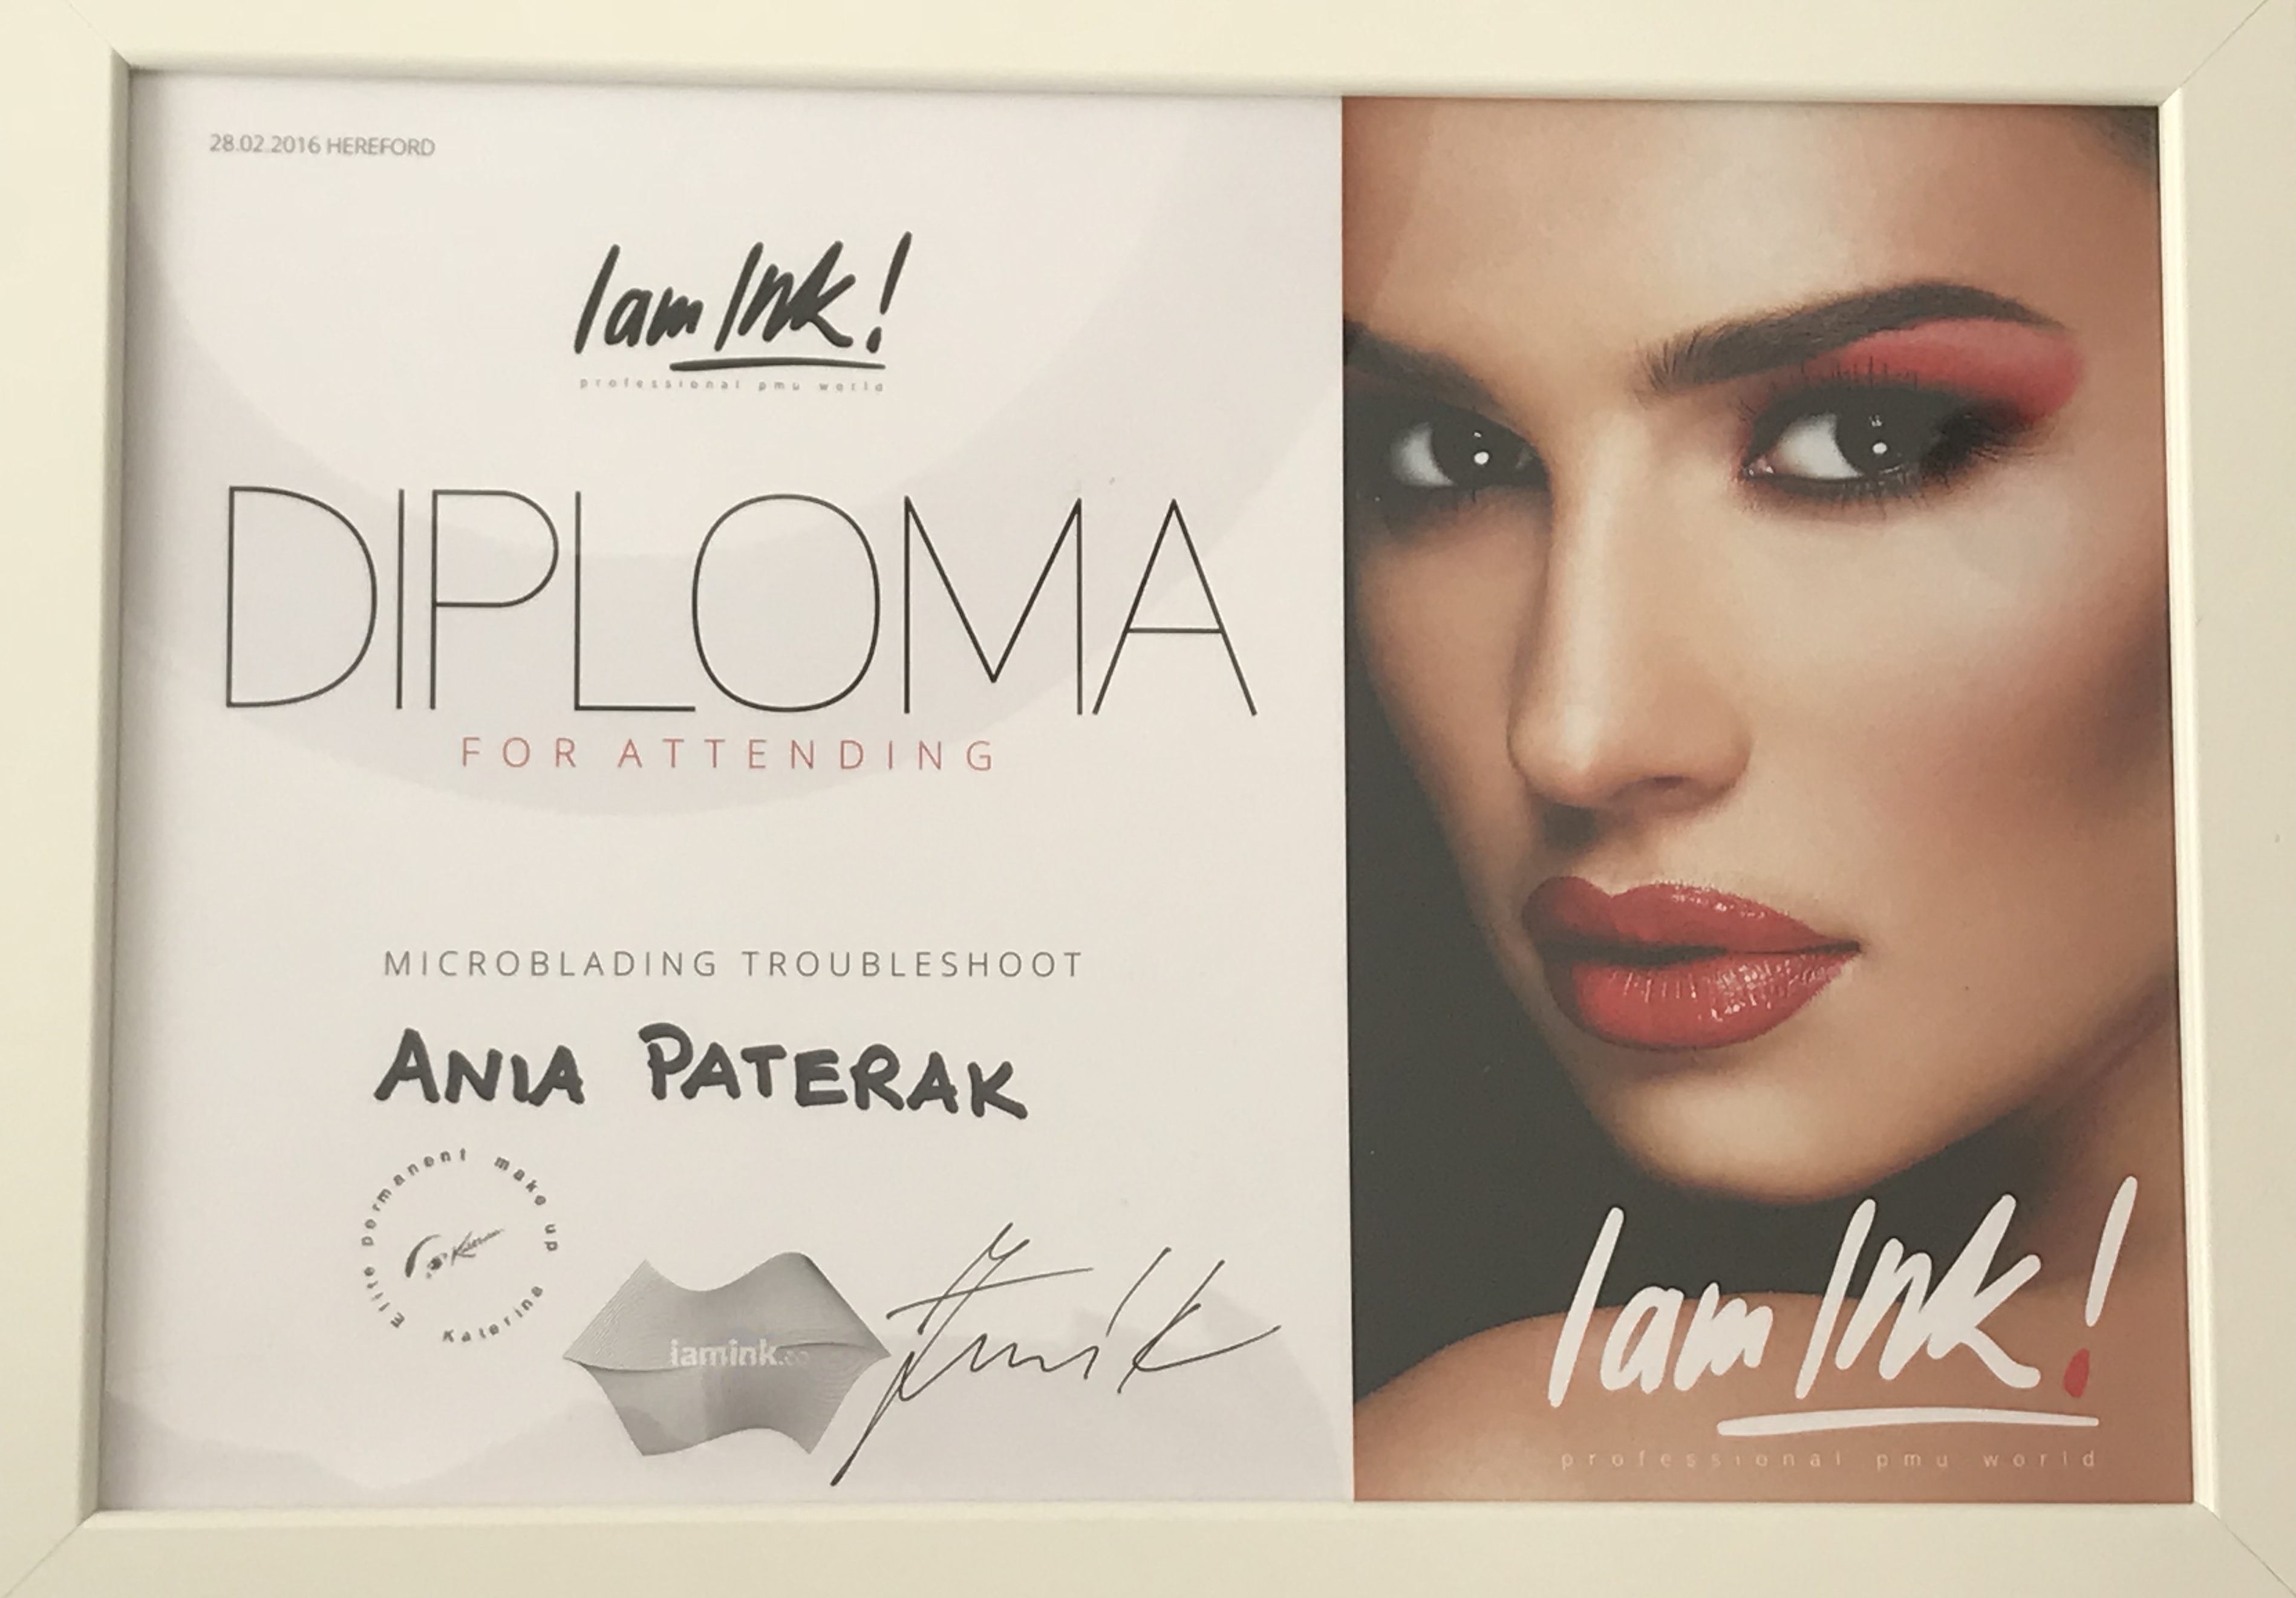 28.02.2016 HEREFORD
I am Ink!
professional pmu world
DIPLOMA
FOR ATTENDING
MICROBLADING TROUBLESHOOT
ANIA PATERAK
Elite permanent make up Katerina
iamink.co
I am Ink!
professional pmu world